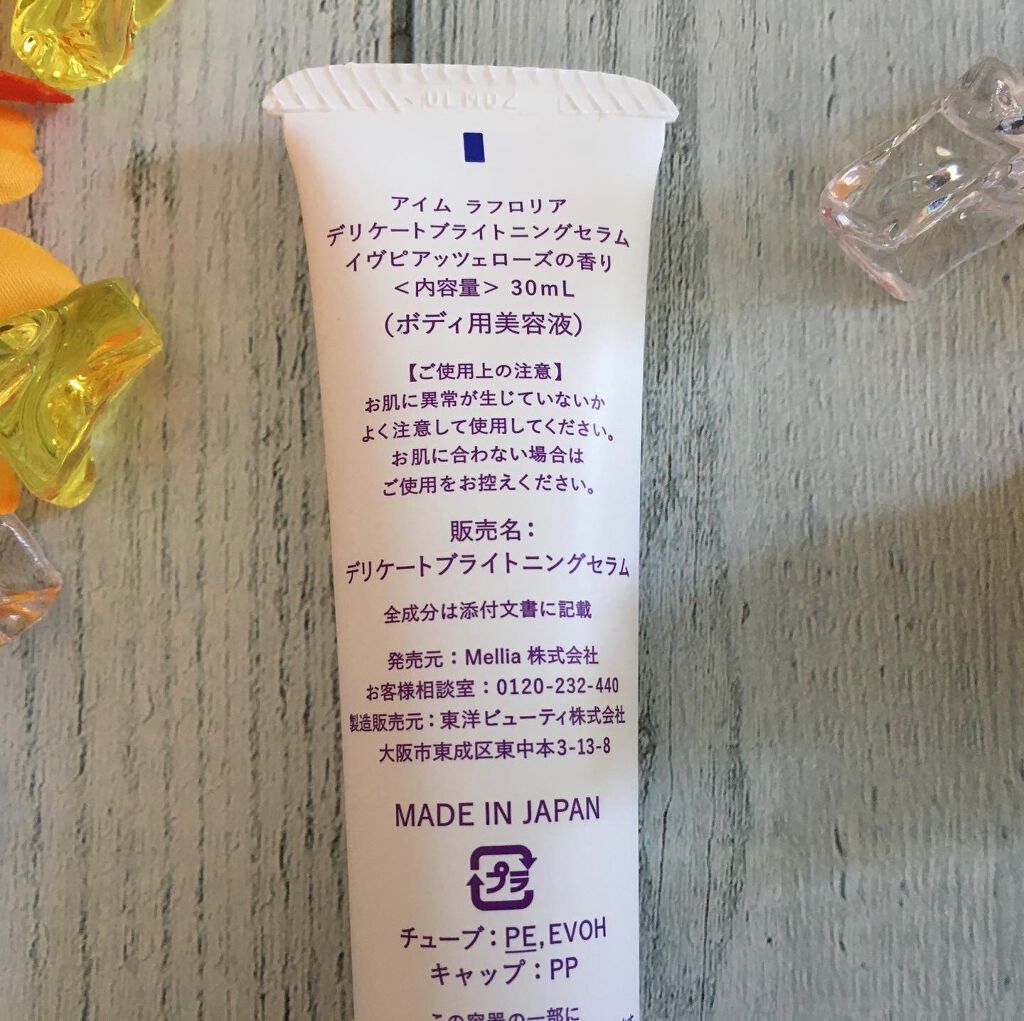 アイム ラフロリア
デリケートブライトニングセラム
イヴピアッツェローズの香り
<内容量> 30mL
(ボディ用美容液)
【ご使用上の注意】
お肌に異常が生じていないか
よく注意して使用してください。
お肌に合わない場合は
ご使用をお控えください。
販売名:
デリケートブライトニングセラム
全成分は添付文書に記載
発売元:Mellia 株式会社
お客様相談室:0120-232-440
製造販売元:東洋ビューティ株式会社
大阪市東成区東中本3-13-8
MADE IN JAPAN
プラ
チューブ:PE,EVOH
キャップ:PP
この容器の一部に